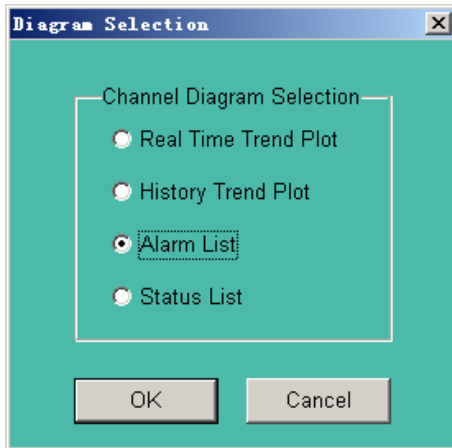 Diagram Selection
Channel Diagram Selection
Real Time Trend Plot
History Trend Plot
Alarm List
Status List
OK
Cancel